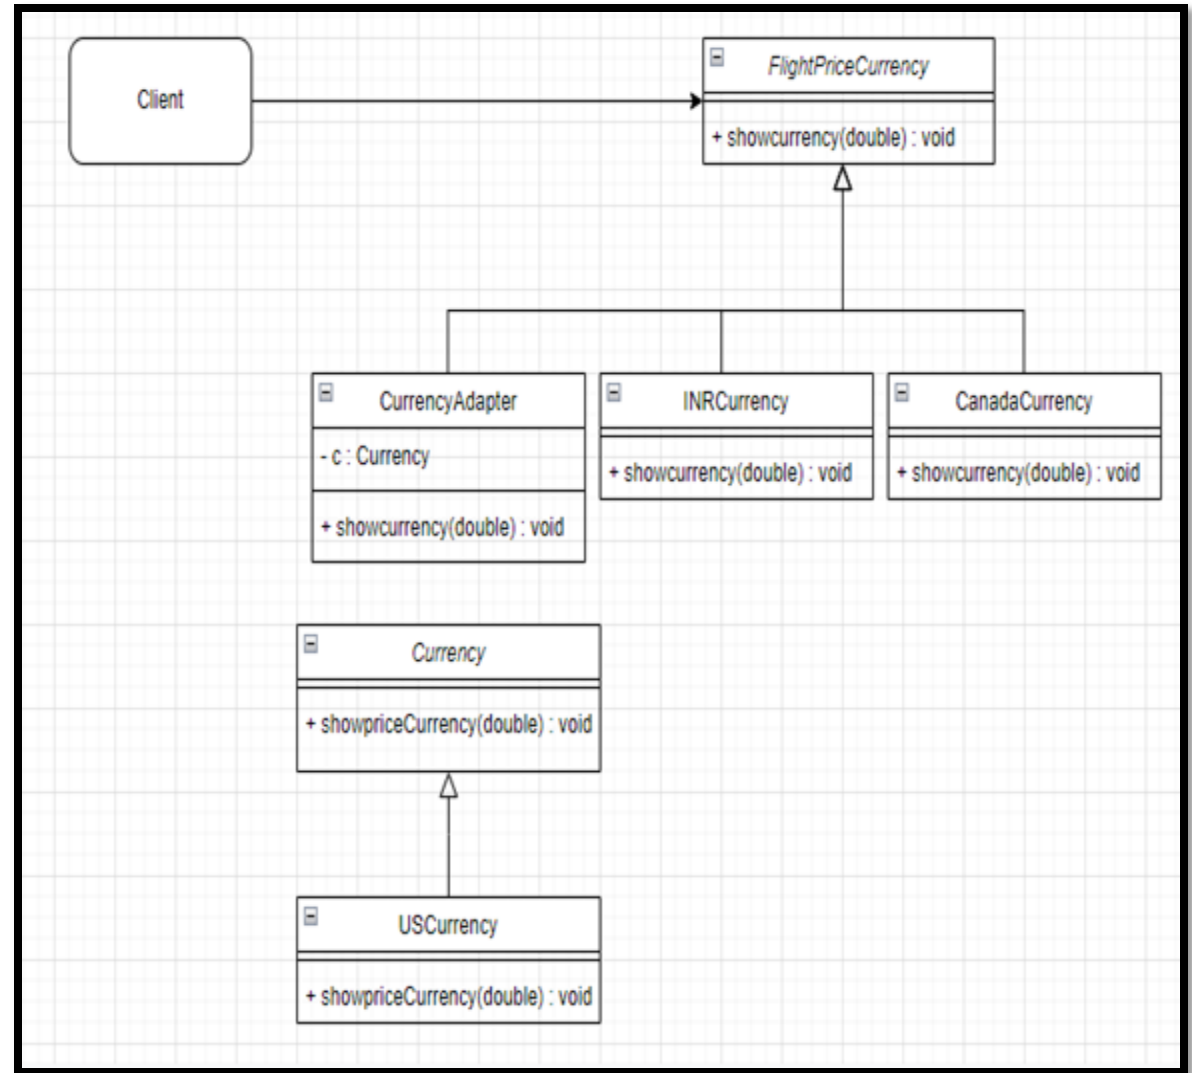 Client
FlightPriceCurrency
+ showcurrency(double) : void
CurrencyAdapter
- c : Currency
+ showcurrency(double) : void
INRCurrency
+ showcurrency(double) : void
CanadaCurrency
+ showcurrency(double) : void
Currency
+ showpriceCurrency(double) : void
USCurrency
+ showpriceCurrency(double) : void